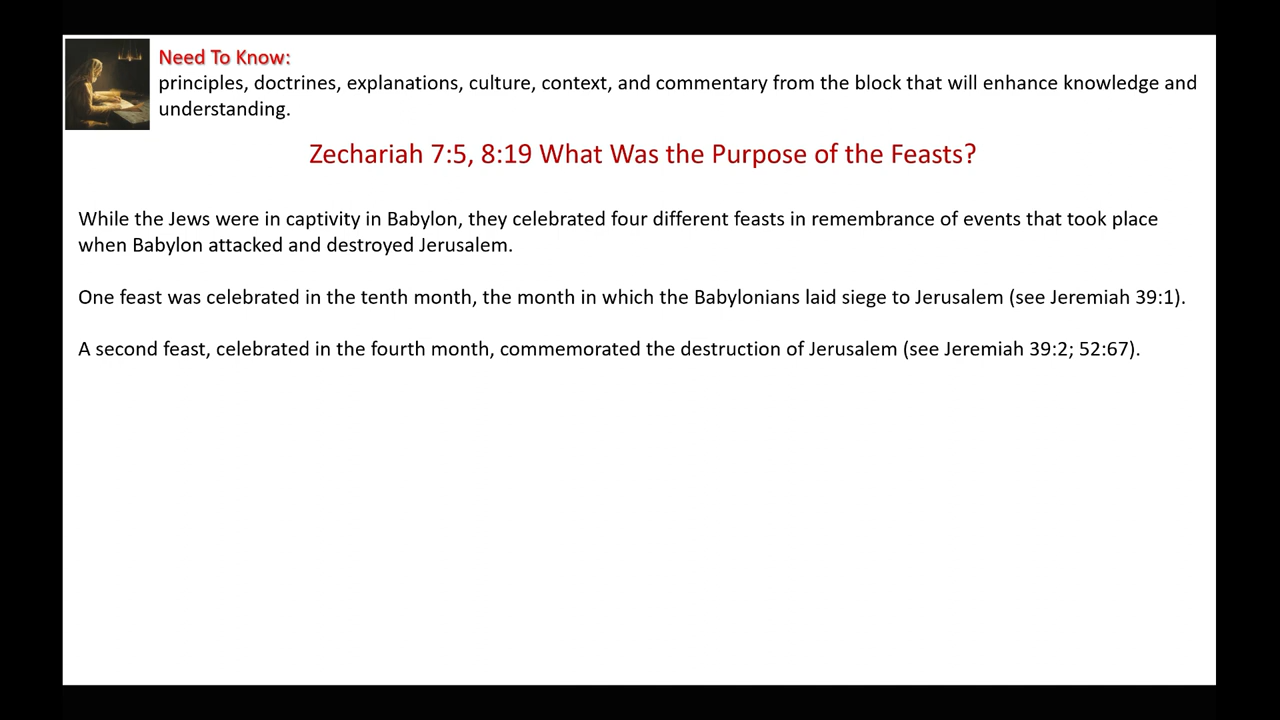 Need To Know:
principles, doctrines, explanations, culture, context, and commentary from the block that will enhance knowledge and
understanding.
Zechariah 7:5, 8:19 What Was the Purpose of the Feasts?
While the Jews were in captivity in Babylon, they celebrated four different feasts in remembrance of events that took place
when Babylon attacked and destroyed Jerusalem.
One feast was celebrated in the tenth month, the month in which the Babylonians laid siege to Jerusalem (see Jeremiah 39:1).
A second feast, celebrated in the fourth month, commemorated the destruction of Jerusalem (see Jeremiah 39:2; 52:67).